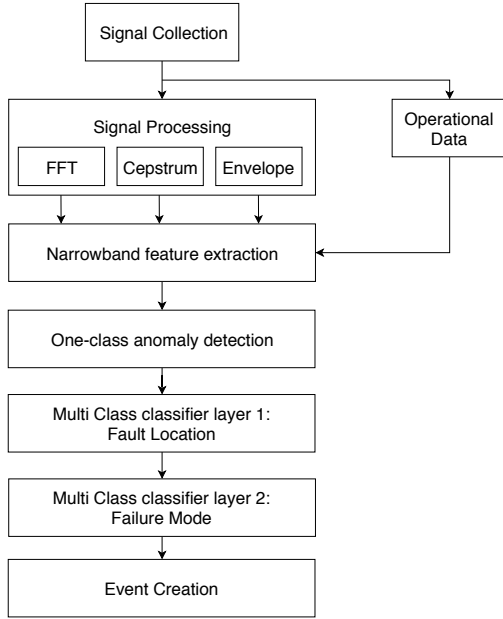 Signal Collection
Signal Processing
FFT
Cepstrum
Envelope
Operational
Data
Narrowband feature extraction
One-class anomaly detection
Multi Class classifier layer 1:
Fault Location
Multi Class classifier layer 2:
Failure Mode
Event Creation